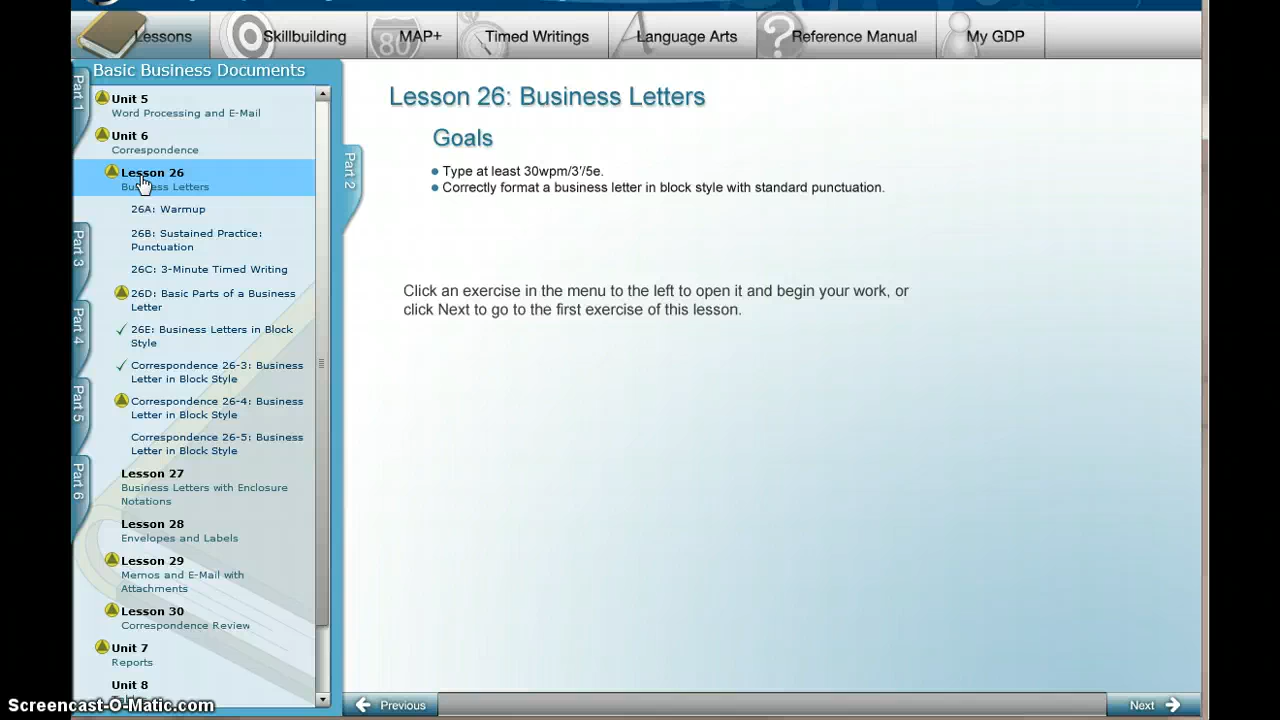 Lessons
Skillbuilding
MAP+
80
Timed Writings
Language Arts
Reference Manual
My GDP
Basic Business Documents
Part 1
Part 2
Part 3
Part 4
Part 5
Part 6
Unit 5
Word Processing and E-Mail
Unit 6
Correspondence
Lesson 26
Business Letters
26A: Warmup
26B: Sustained Practice:
Punctuation
26C: 3-Minute Timed Writing
26D: Basic Parts of a Business
Letter
26E: Business Letters in Block
Style
Correspondence 26-3: Business
Letter in Block Style
Correspondence 26-4: Business
Letter in Block Style
Correspondence 26-5: Business
Letter in Block Style
Lesson 27
Business Letters with Enclosure
Notations
Lesson 28
Envelopes and Labels
Lesson 29
Memos and E-Mail with
Attachments
Lesson 30
Correspondence Review
Unit 7
Reports
Unit 8
Lesson 26: Business Letters
Goals
Type at least 30wpm/3'/5e.
Correctly format a business letter in block style with standard punctuation.
Click an exercise in the menu to the left to open it and begin your work, or
click Next to go to the first exercise of this lesson.
Previous
Next
Screencast-O-Matic.com